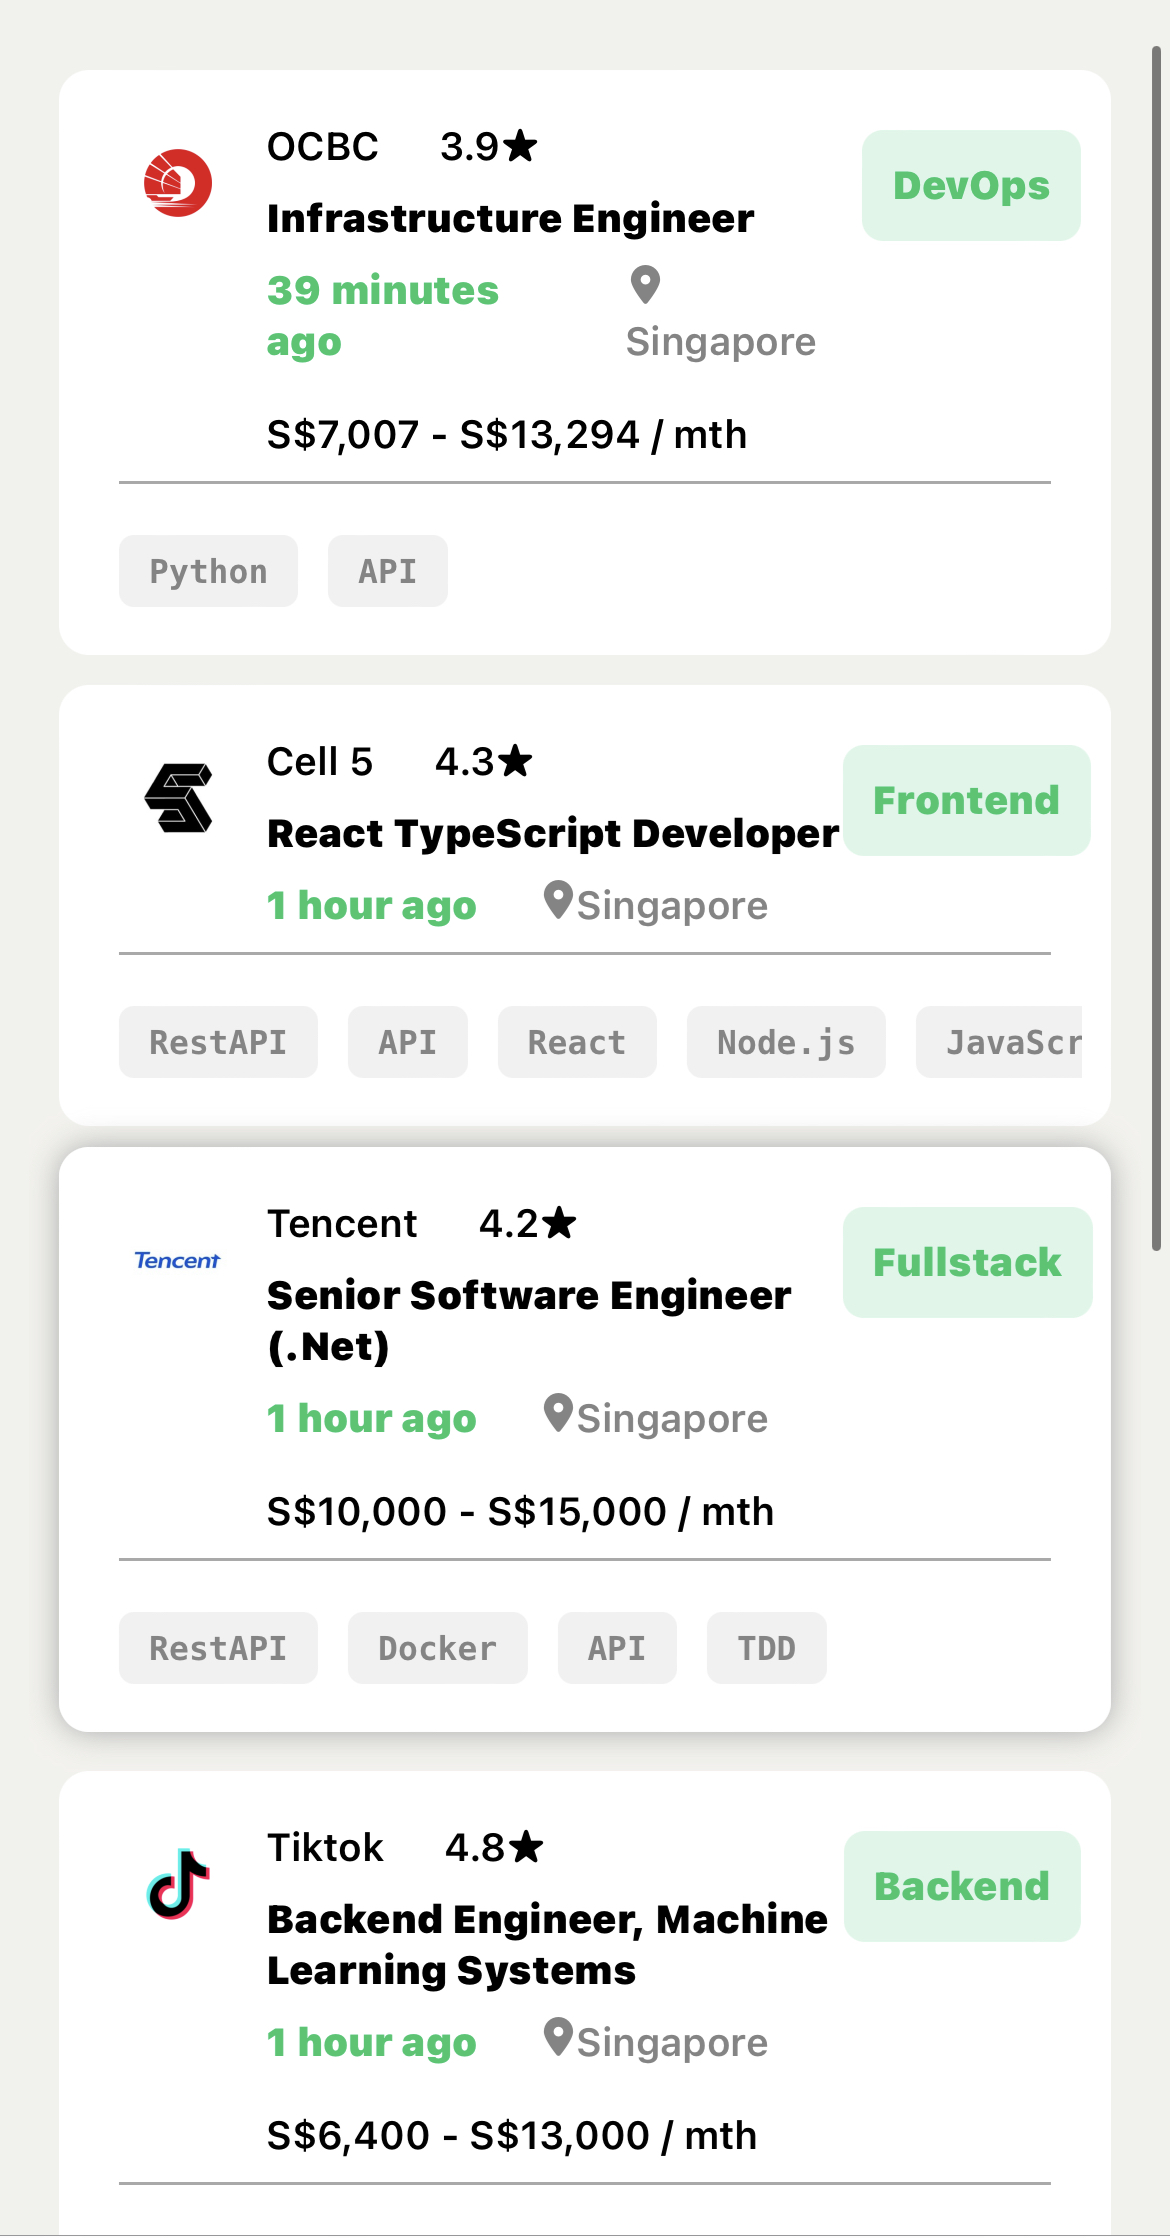 OCBC 3.9★
DevOps
Infrastructure Engineer
39 minutes
ago
Singapore
S$7,007 - S$13,294 / mth
Python API
Cell 5 4.3★
Frontend
React TypeScript Developer
1 hour ago Singapore
RestAPI API React Node.js JavaScr
Tencent 4.2★
Fullstack
Tencent
Senior Software Engineer
(.Net)
1 hour ago Singapore
S$10,000 - S$15,000 / mth
RestAPI Docker API TDD
Tiktok 4.8★
Backend
Backend Engineer, Machine
Learning Systems
1 hour ago Singapore
S$6,400 - S$13,000 / mth